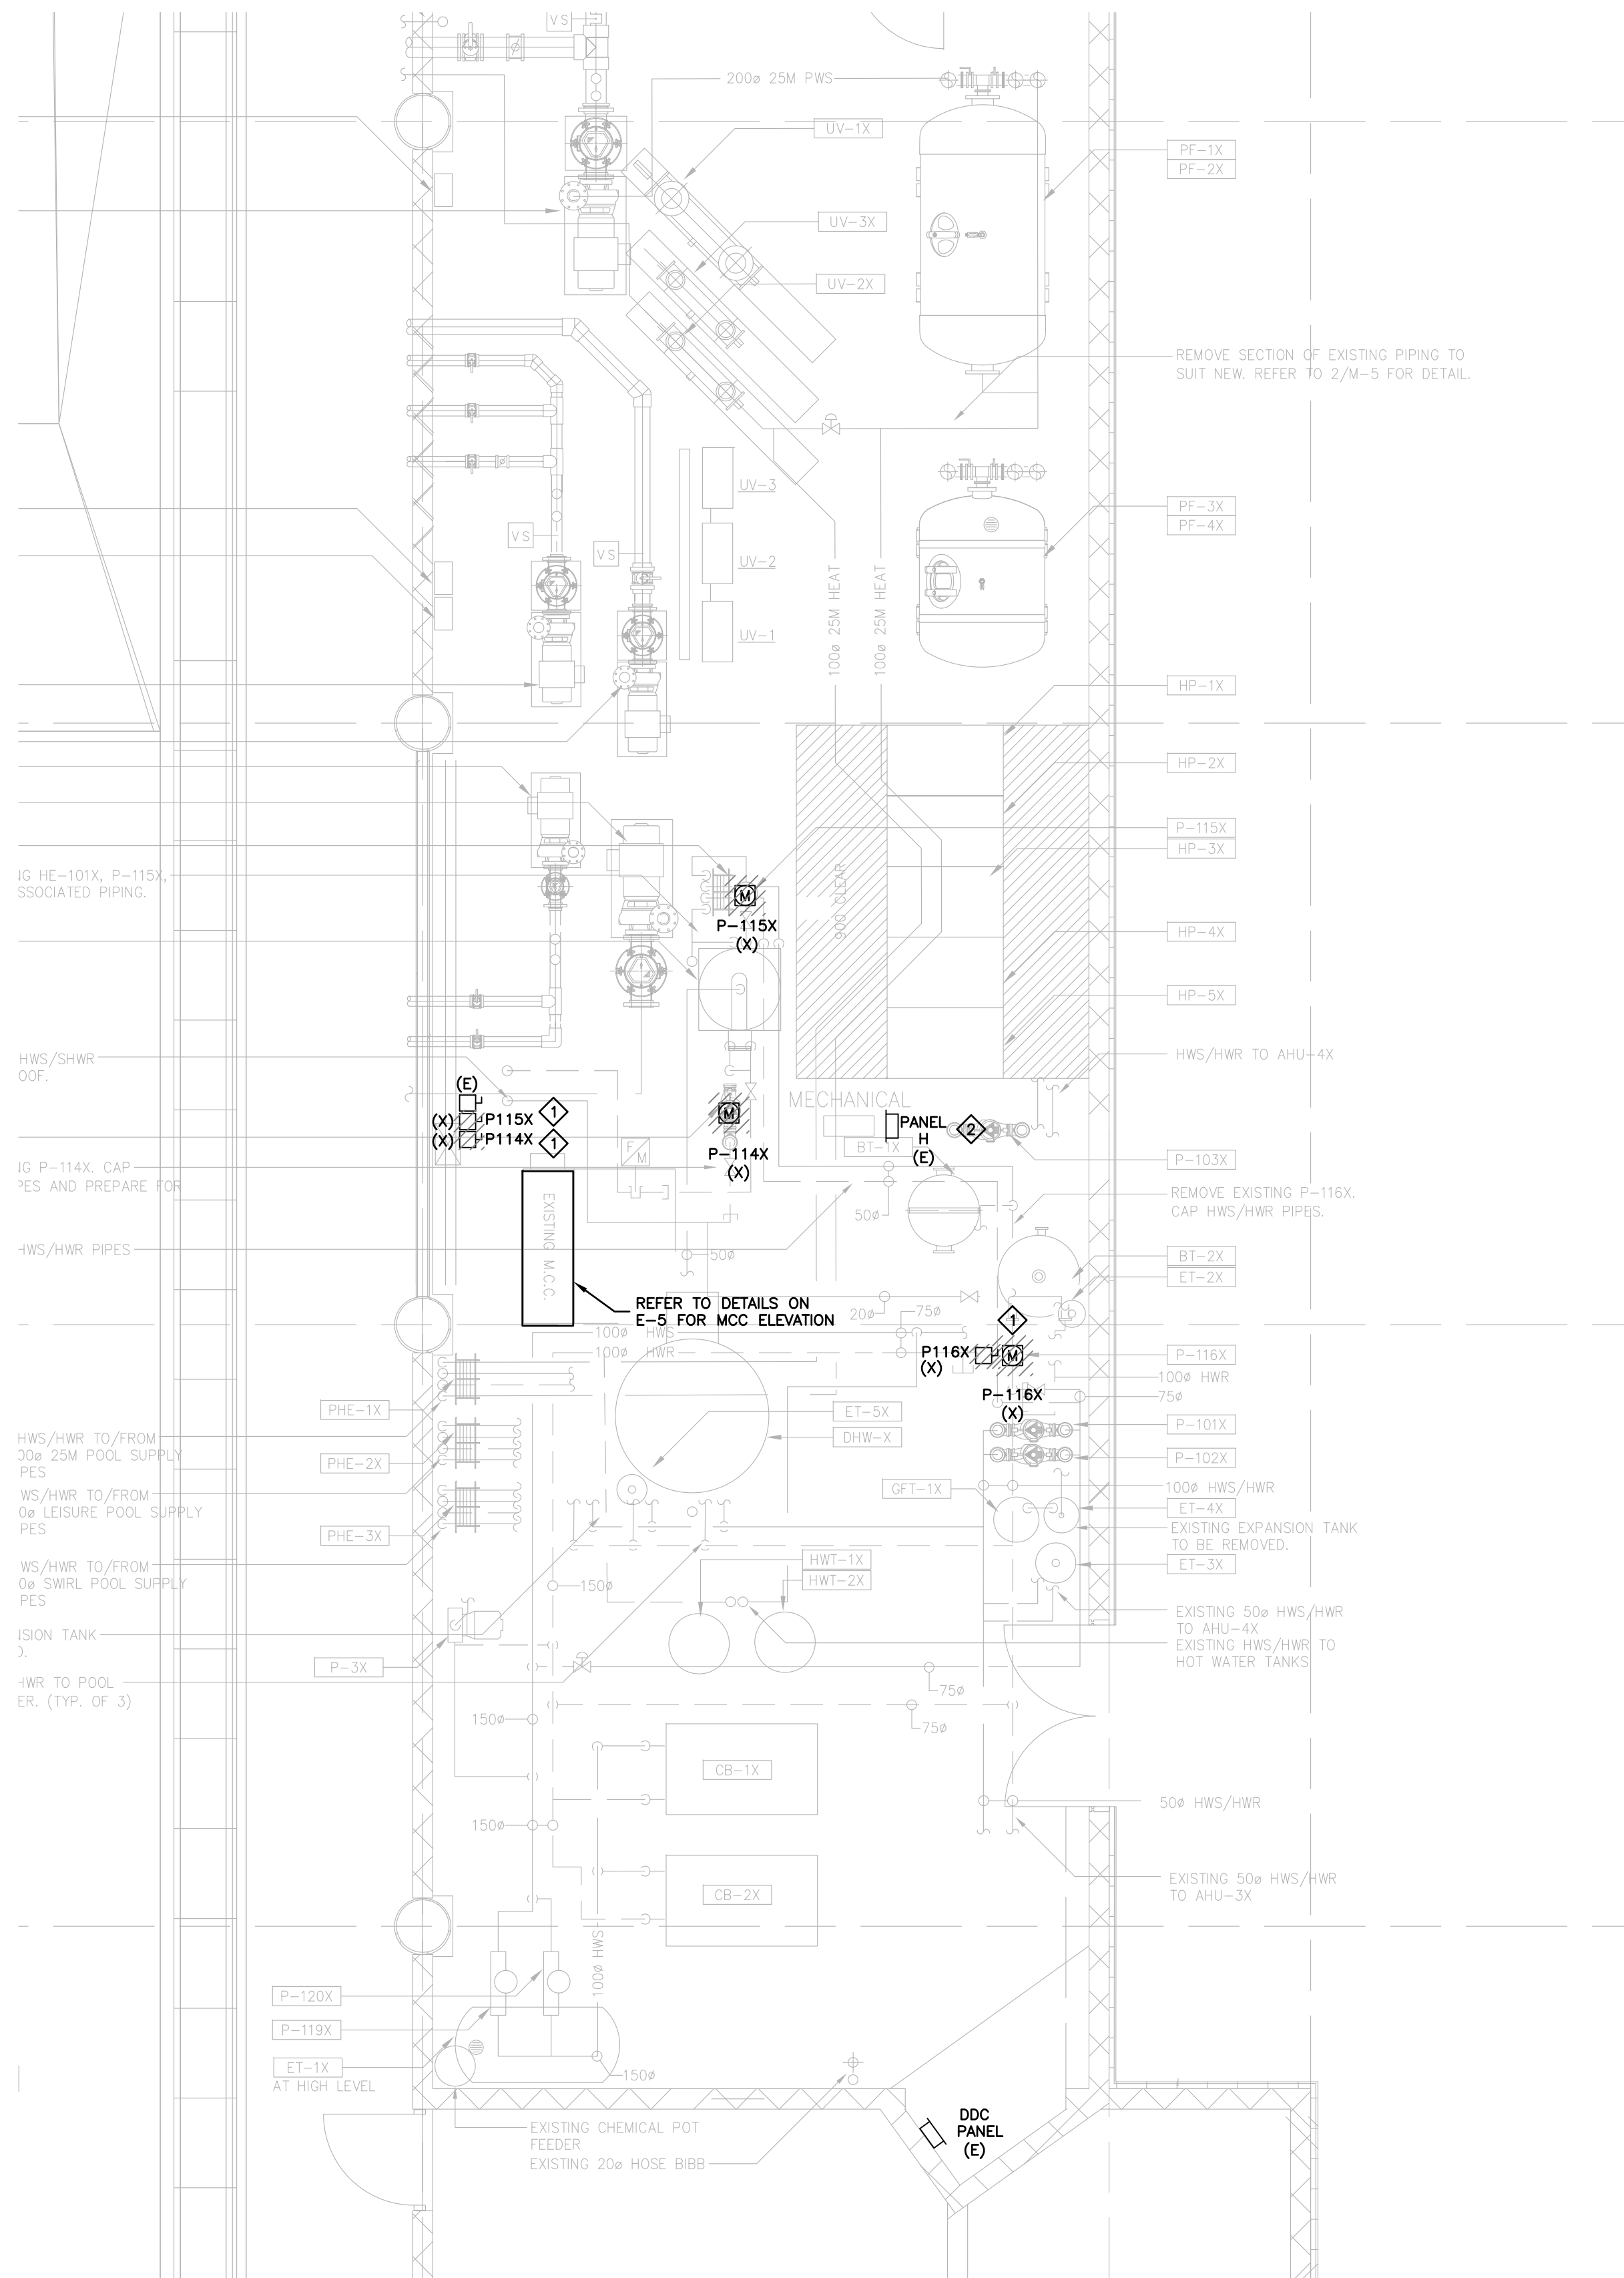 VS
200ø 25M PWS
UV-1X
PF-1X
PF-2X
UV-3X
UV-2X
REMOVE SECTION OF EXISTING PIPING TO
SUIT NEW. REFER TO 2/M-5 FOR DETAIL.
UV-3
PF-3X
PF-4X
VS
VS
UV-2
100ø 25M HEAT
100ø 25M HEAT
UV-1
HP-1X
HP-2X
P-115X
HP-3X
NG HE-101X, P-115X,
SSOCIATED PIPING.
M
900 CLEAR
P-115X
(X)
HP-4X
HP-5X
HWS/SHWR
OOF.
HWS/HWR TO AHU-4X
(E)
(X) P115X 1
(X) P114X 1
M
MECHANICAL
PANEL
H
(E)
2
BT-1X
P-114X
(X)
F
M
P-103X
NG P-114X. CAP
PES AND PREPARE FOR
REMOVE EXISTING P-116X.
CAP HWS/HWR PIPES.
EXISTING M.C.C.
50ø
HWS/HWR PIPES
50ø
BT-2X
ET-2X
REFER TO DETAILS ON
E-5 FOR MCC ELEVATION
20ø
75ø
1
100ø HWS
100ø HWR
P116X
(X)
M
P-116X
100ø HWR
P-116X
(X)
75ø
PHE-1X
ET-5X
DHW-X
P-101X
P-102X
HWS/HWR TO/FROM
00ø 25M POOL SUPPLY
PES
PHE-2X
GFT-1X
100ø HWS/HWR
WS/HWR TO/FROM
0ø LEISURE POOL SUPPLY
PES
PHE-3X
ET-4X
EXISTING EXPANSION TANK
TO BE REMOVED.
ET-3X
WS/HWR TO/FROM
0ø SWIRL POOL SUPPLY
PES
HWT-1X
HWT-2X
150ø
EXISTING 50ø HWS/HWR
TO AHU-4X
EXISTING HWS/HWR TO
HOT WATER TANKS
NSION TANK
D.
P-3X
HWR TO POOL
ER. (TYP. OF 3)
75ø
150ø
75ø
CB-1X
50ø HWS/HWR
150ø
CB-2X
EXISTING 50ø HWS/HWR
TO AHU-3X
100ø HWS
P-120X
P-119X
ET-1X
AT HIGH LEVEL
150ø
EXISTING CHEMICAL POT
FEEDER
EXISTING 20ø HOSE BIBB
DDC
PANEL
(E)